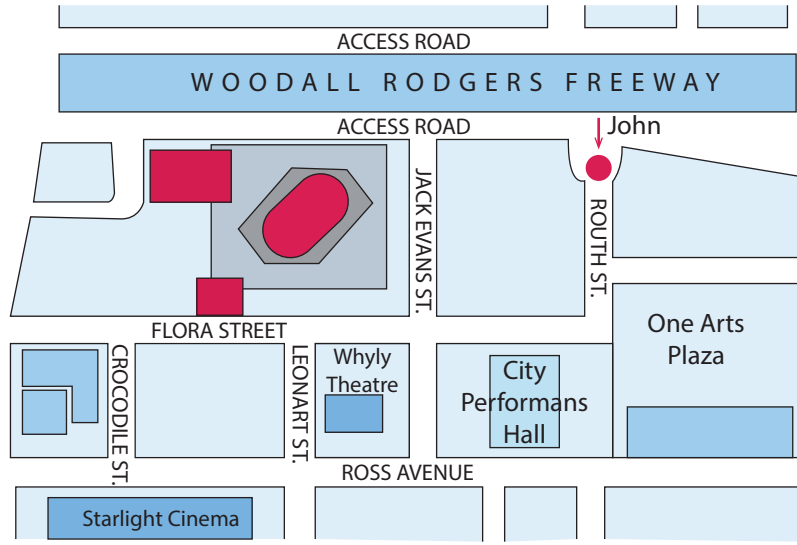 ACCESS ROAD
WOODALL RODGERS FREEWAY
ACCESS ROAD
John
JACK EVANS ST.
ROUTH ST.
FLORA STREET
One Arts
Plaza
CROCODILE ST.
LEONART ST.
Whyly
Theatre
City
Performans
Hall
ROSS AVENUE
Starlight Cinema